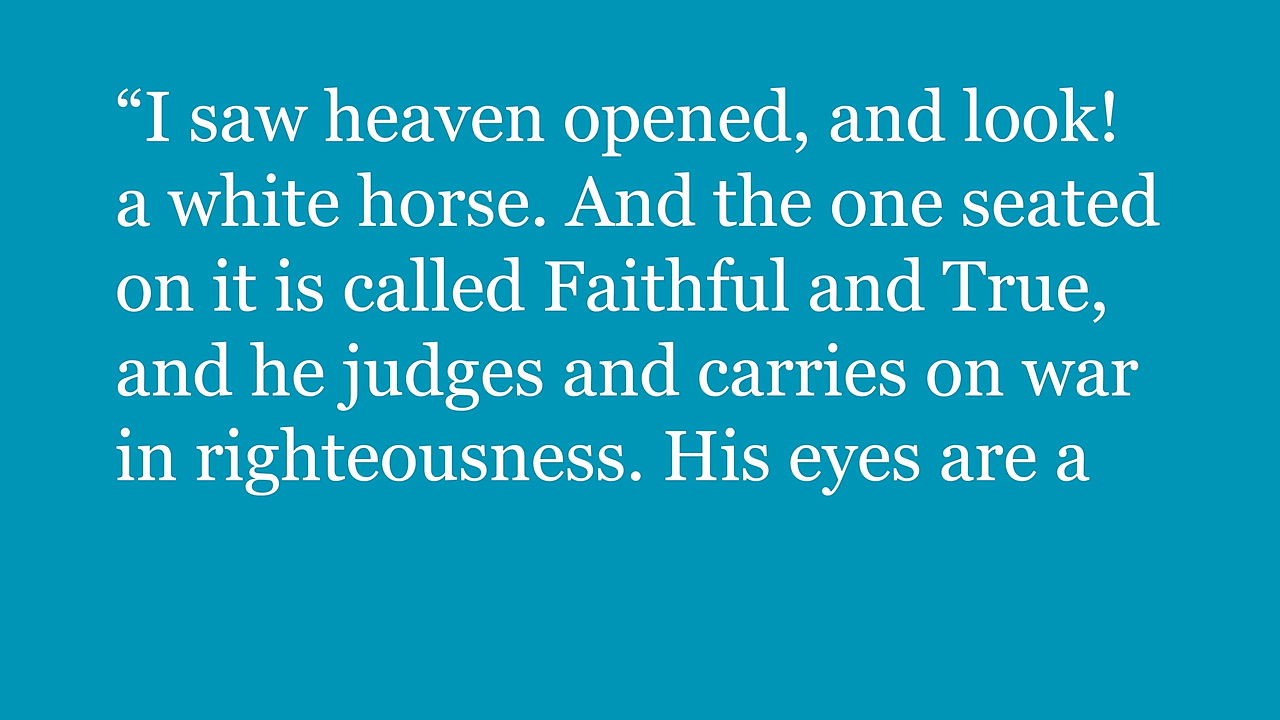 “I saw heaven opened, and look!
a white horse. And the one seated
on it is called Faithful and True,
and he judges and carries on war
in righteousness. His eyes are a